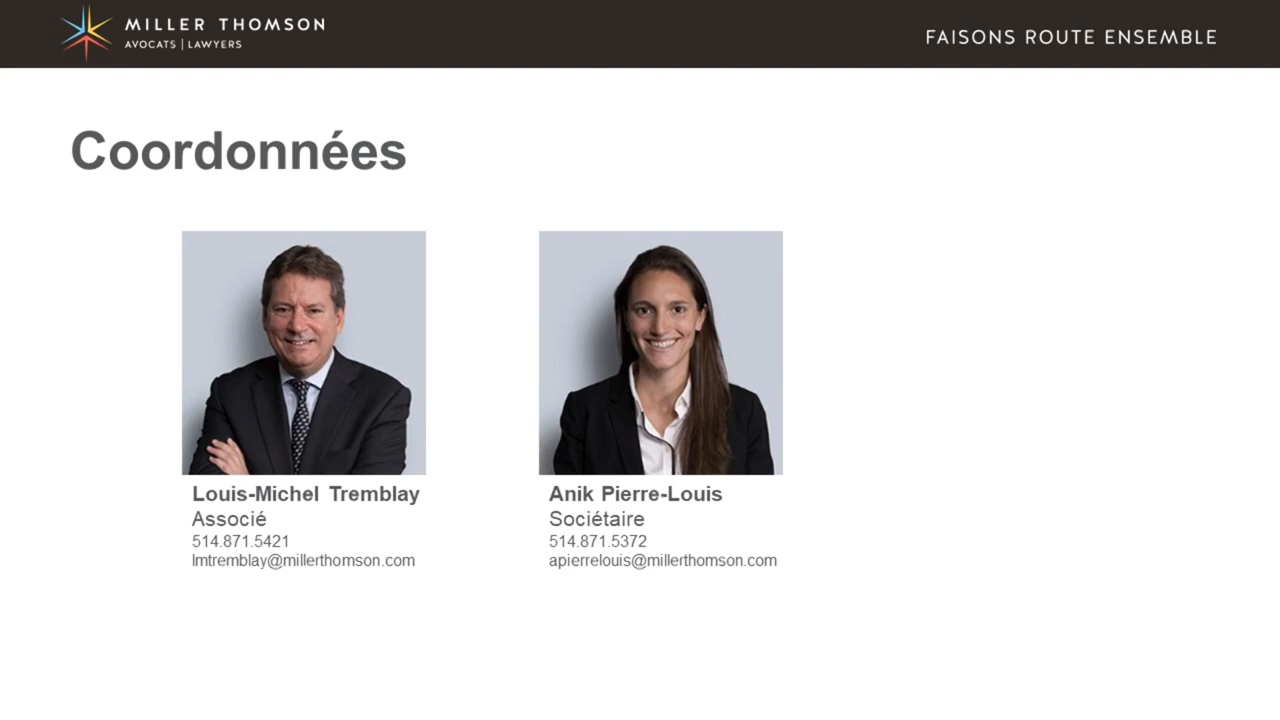 MILLER THOMSON
AVOCATS | LAWYERS
FAISONS ROUTE ENSEMBLE
Coordonnées
Louis-Michel Tremblay
Associé
514.871.5421
lmtremblay@millerthomson.com
Anik Pierre-Louis
Sociétaire
514.871.5372
apierrelouis@millerthomson.com